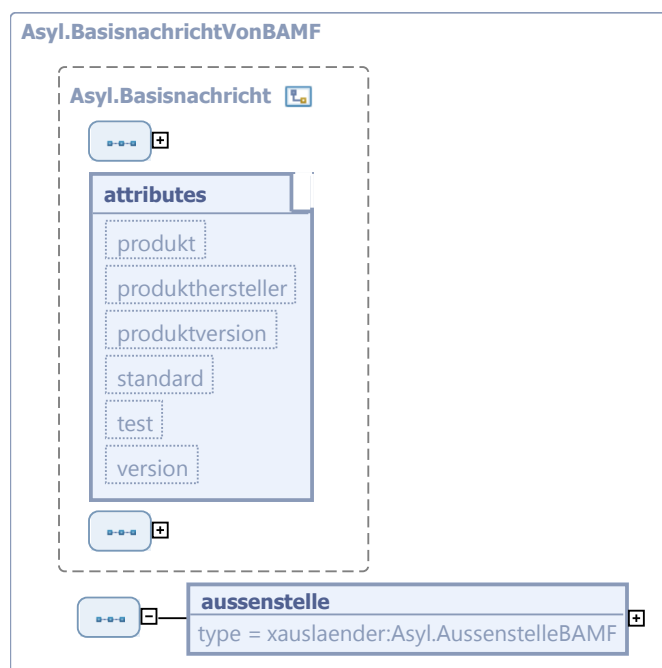 Asyl.BasisnachrichtVonBAMF
Asyl.Basisnachricht
attributes
produkt
produkthersteller
produktversion
standard
test
version
aussenstelle
type = xauslaender:Asyl.AussenstelleBAMF